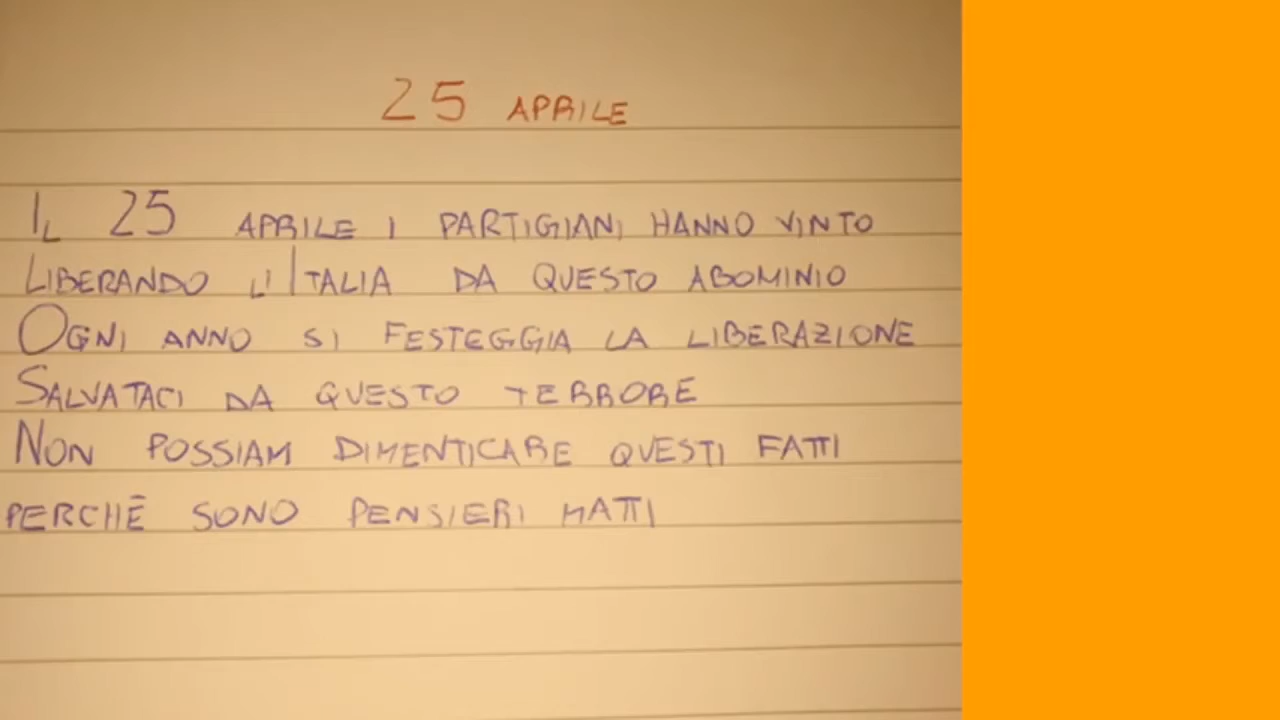 25 APRILE
IL 25 APRILE I PARTIGIANI HANNO VINTO
LIBERANDO L'ITALIA DA QUESTO ABOMINIO
OGNI ANNO SI FESTEGGIA LA LIBERAZIONE
SALVATACI DA QUESTO TERRORE
NON POSSIAM DIMENTICARE QUESTI FATTI
PERCHĒ SONO PENSIERI MATTI